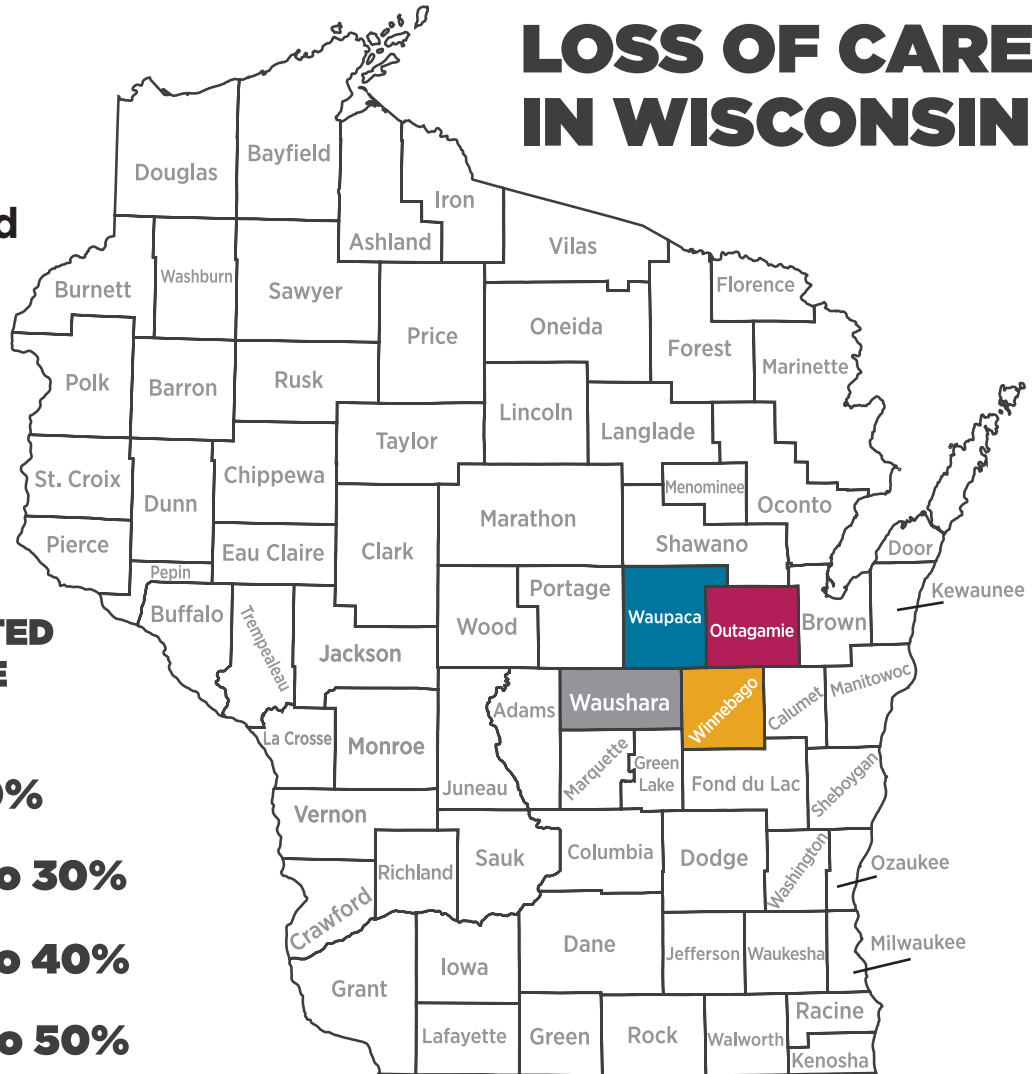 LOSS OF CARE
IN WISCONSIN
d
Douglas
Bayfield
Iron
Ashland
Vilas
Burnett
Washburn
Sawyer
Price
Oneida
Florence
Forest
Marinette
Polk
Barron
Rusk
Lincoln
Langlade
Taylor
St. Croix
Dunn
Chippewa
Menominee
Oconto
Marathon
Pierce
Eau Claire
Clark
Shawano
Door
Pepin
Portage
Kewaunee
Buffalo
Trempealeau
Wood
Waupaca
Outagamie
Brown
TED
E
Jackson
Adams
Waushara
Winnebago
Calumet
Manitowoc
La Crosse
Monroe
Juneau
Marquette
Green
Lake
Fond du Lac
Sheboygan
0%
Vernon
Richland
Sauk
Columbia
Dodge
Washington
Ozaukee
o 30%
Crawford
Dane
Jefferson
Waukesha
Milwaukee
o 40%
Grant
Iowa
Racine
Lafayette
Green
Rock
Walworth
Kenosha
o 50%